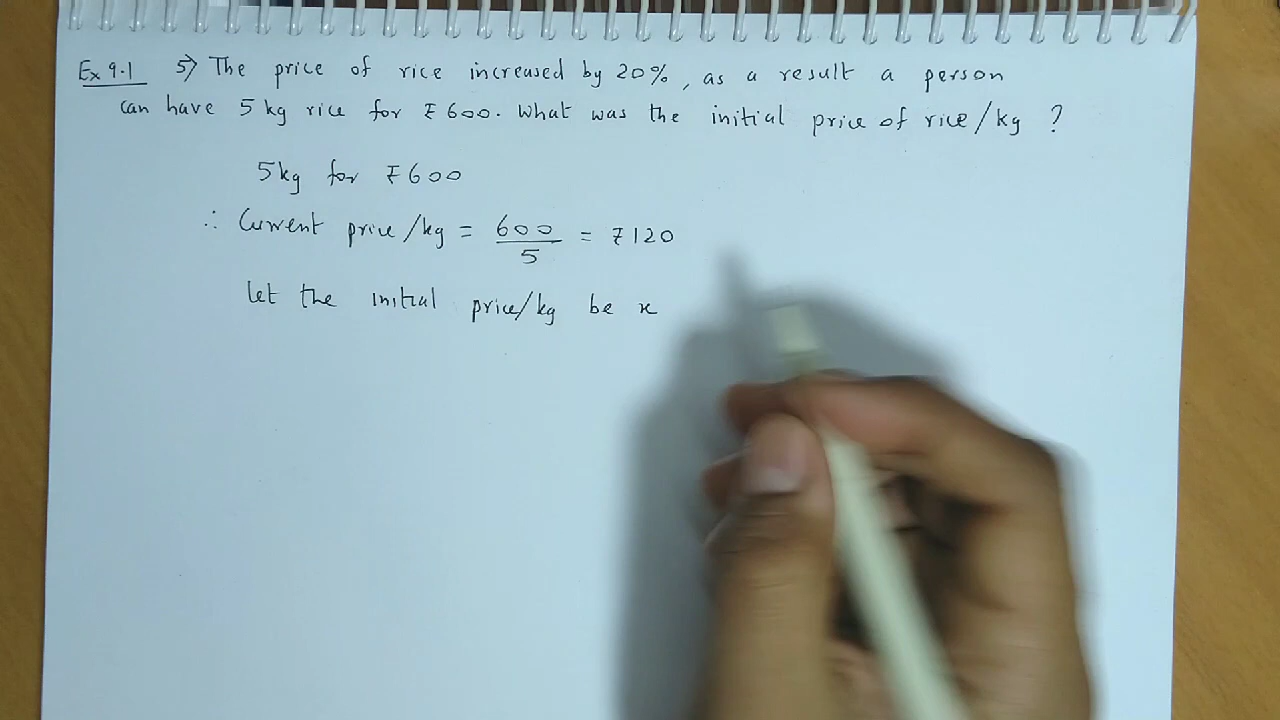 Ex 9.1 5) The price of rice increased by 20%, as a result a person
can have 5 kg rice for ₹600. What was the initial price of rice/kg ?
5kg for ₹600
∴ Current price/kg = 600/5 = ₹120
let the initial price/kg be x